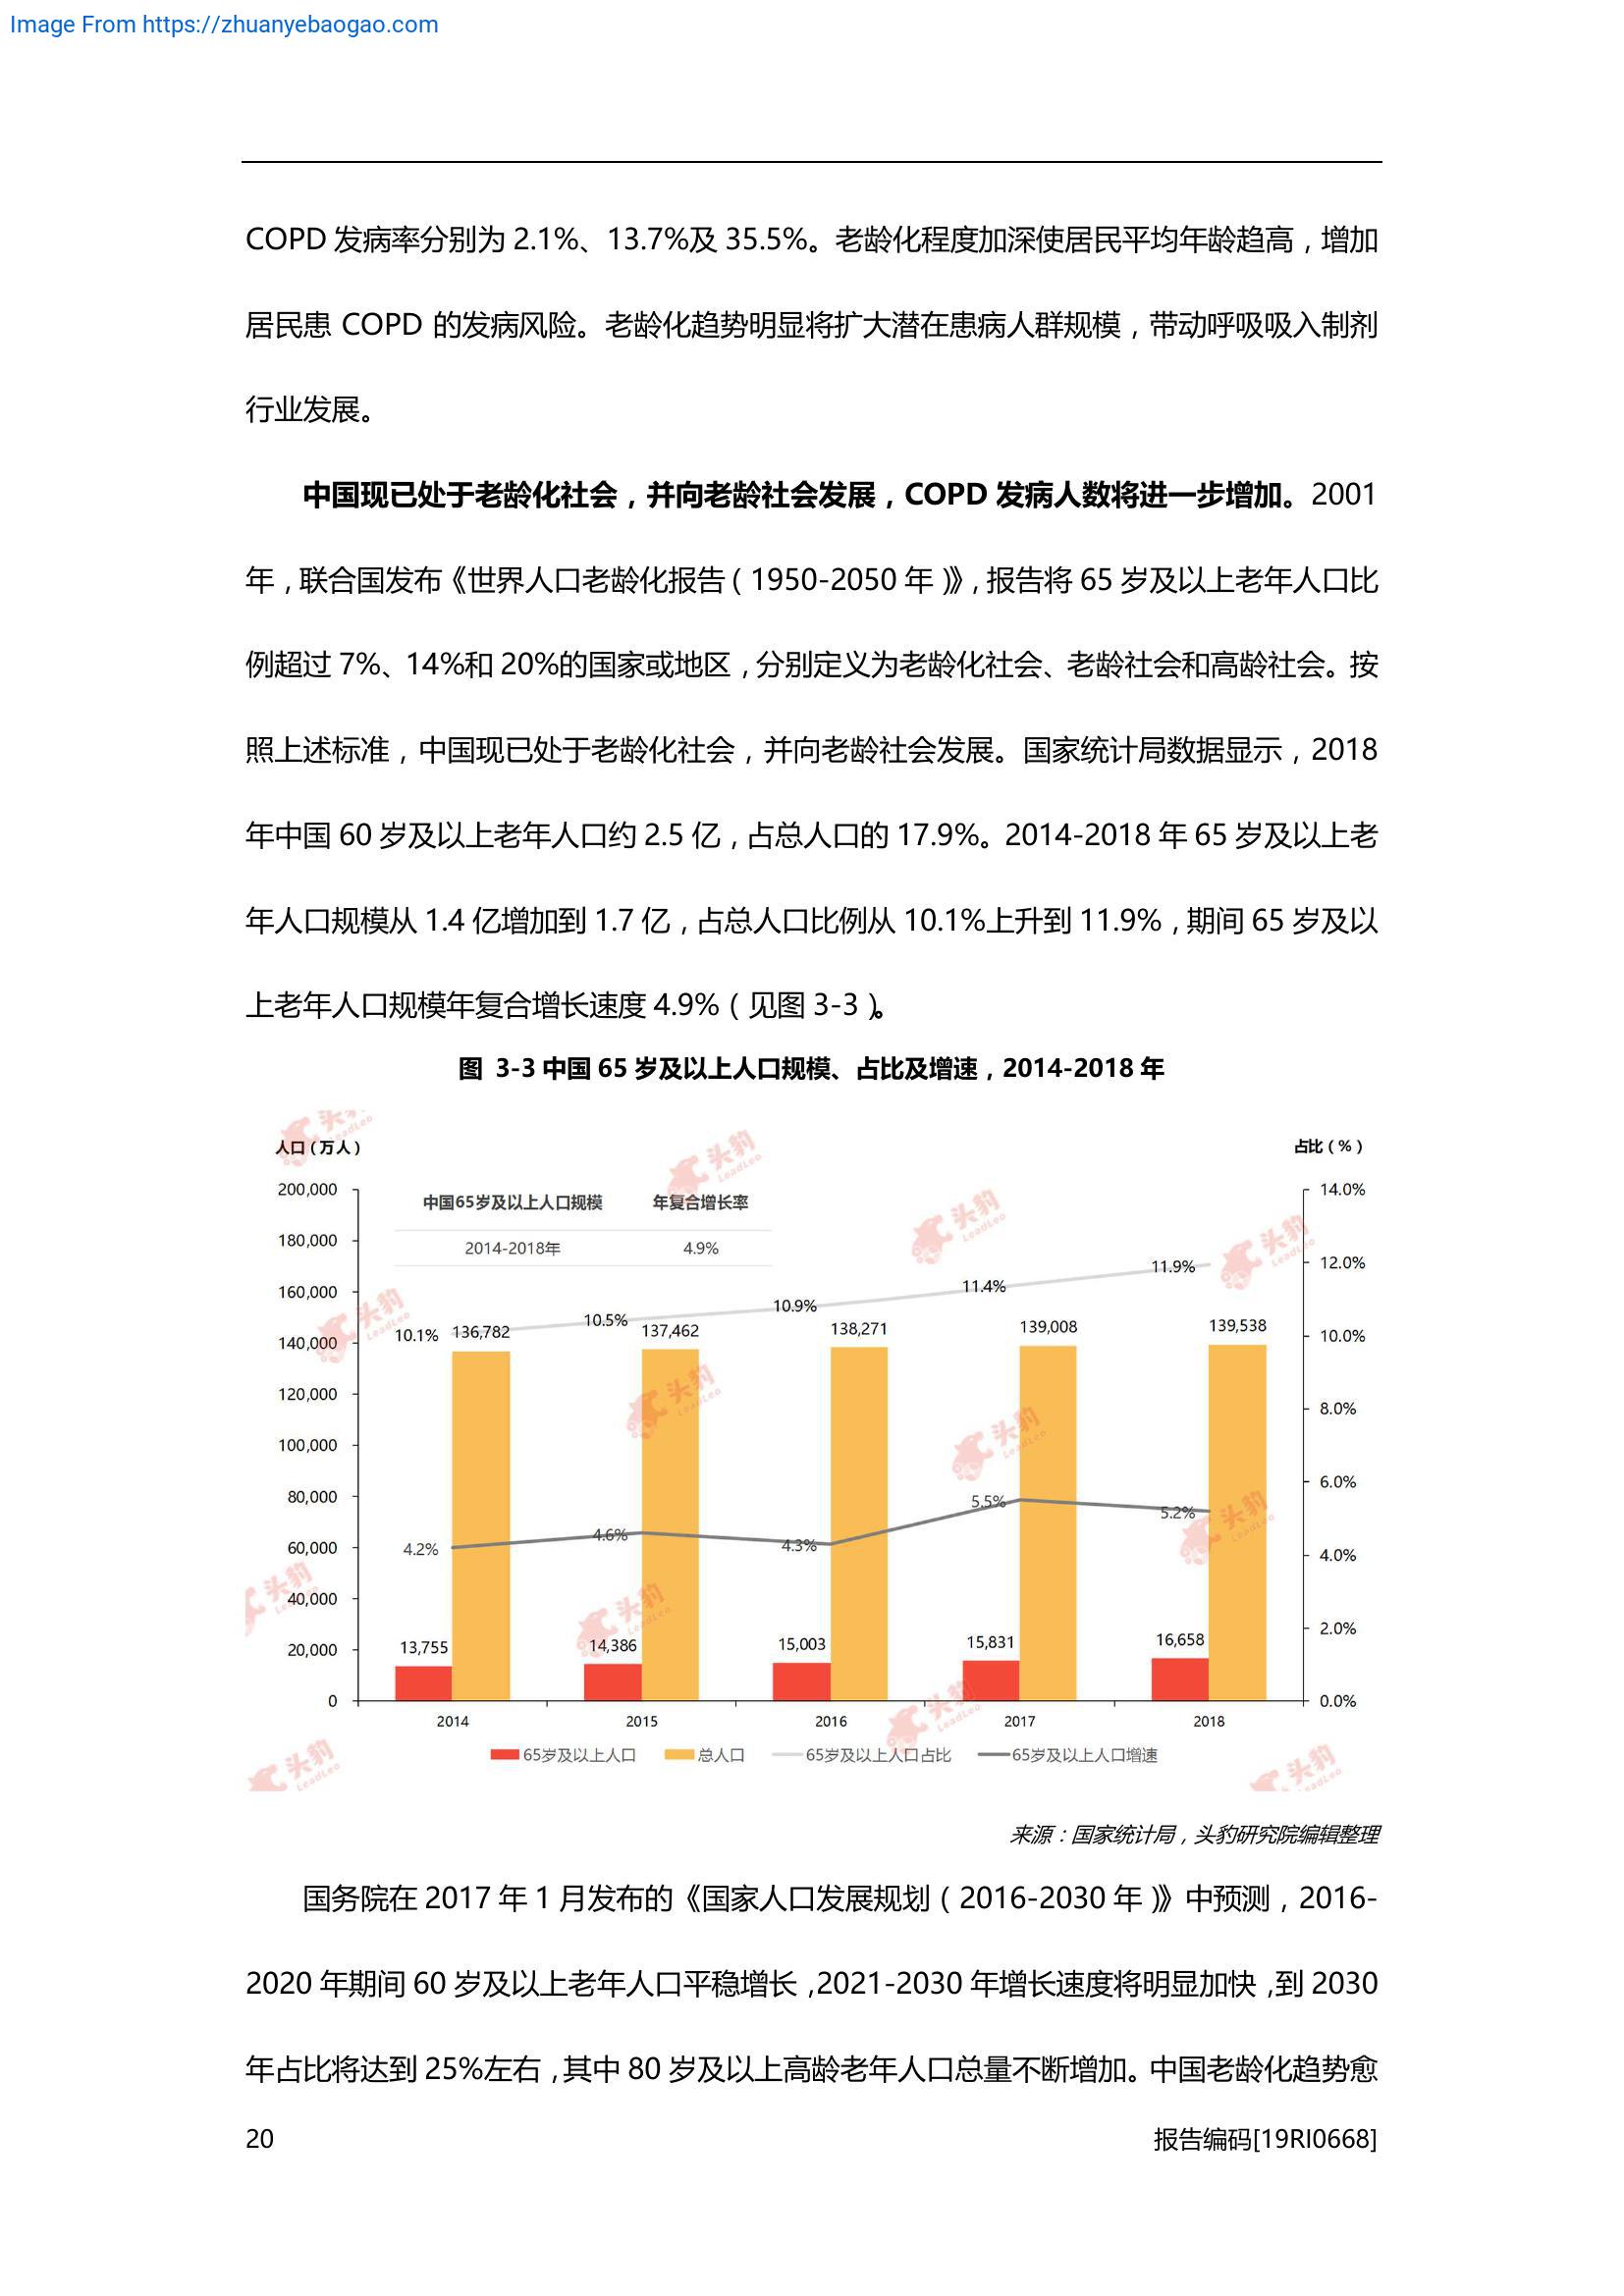 Image From https://zhuanyebaogao.com
COPD 发病率分别为 2.1%、13.7%及 35.5%。老龄化程度加深使居民平均年龄趋高，增加
居民患 COPD 的发病风险。老龄化趋势明显将扩大潜在患病人群规模，带动呼吸吸入制剂
行业发展。
中国现已处于老龄化社会，并向老龄社会发展，COPD 发病人数将进一步增加。2001
年，联合国发布《世界人口老龄化报告（1950-2050 年）》，报告将 65 岁及以上老年人口比
例超过 7%、14%和 20%的国家或地区，分别定义为老龄化社会、老龄社会和高龄社会。按
照上述标准，中国现已处于老龄化社会，并向老龄社会发展。国家统计局数据显示，2018
年中国 60 岁及以上老年人口约 2.5 亿，占总人口的 17.9%。2014-2018 年 65 岁及以上老
年人口规模从 1.4 亿增加到 1.7 亿，占总人口比例从 10.1%上升到 11.9%，期间 65 岁及以
上老年人口规模年复合增长速度 4.9%（见图 3-3）。
图 3-3 中国 65 岁及以上人口规模、占比及增速，2014-2018 年
人口（万人） 占比（%）
中国65岁及以上人口规模 年复合增长率
2014-2018年 4.9%
200,000
180,000
160,000
140,000
120,000
100,000
80,000
60,000
40,000
20,000
0
14.0%
12.0%
10.0%
8.0%
6.0%
4.0%
2.0%
0.0%
10.1% 10.5% 10.9% 11.4% 11.9%
136,782 137,462 138,271 139,008 139,538
4.2% 4.6% 4.3% 5.5% 5.2%
13,755 14,386 15,003 15,831 16,658
2014 2015 2016 2017 2018
65岁及以上人口 总人口 65岁及以上人口占比 65岁及以上人口增速
头豹 LeadLeo
来源：国家统计局，头豹研究院编辑整理
国务院在 2017 年 1 月发布的《国家人口发展规划（2016-2030 年）》中预测，2016-
2020 年期间 60 岁及以上老年人口平稳增长，2021-2030 年增长速度将明显加快，到 2030
年占比将达到 25%左右，其中 80 岁及以上高龄老年人口总量不断增加。中国老龄化趋势愈
20 报告编码[19RI0668]